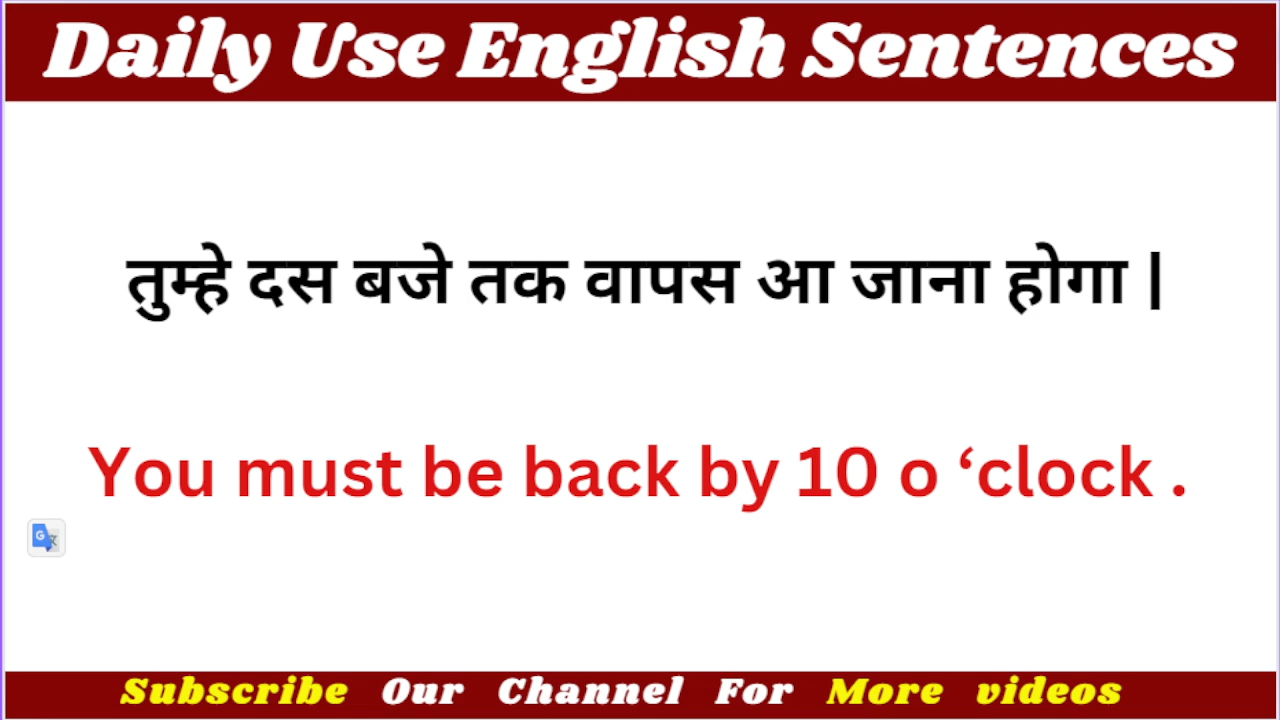 Daily Use English Sentences
तुम्हे दस बजे तक वापस आ जाना होगा |
You must be back by 10 o ‘clock .
G
Subscribe Our Channel For More videos